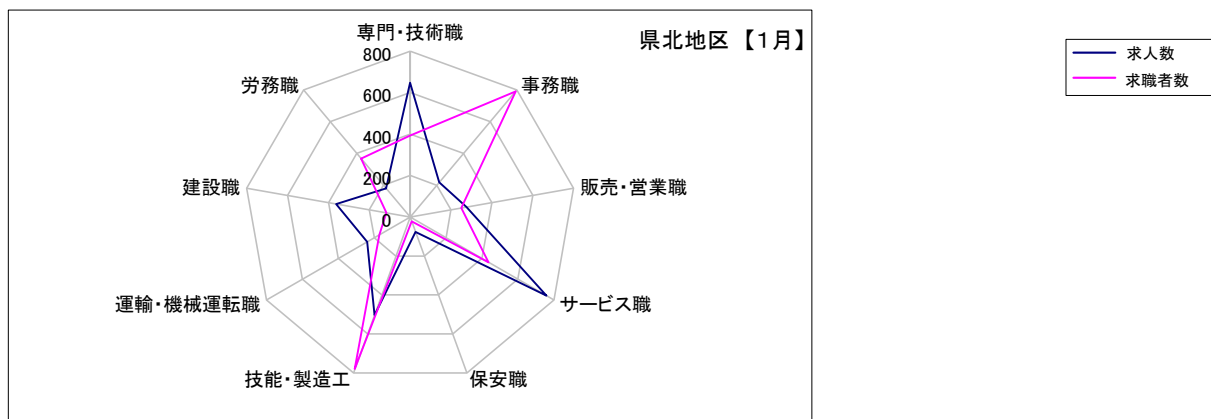 県北地区 【1月】
求人数
求職者数
専門・技術職
事務職
販売・営業職
サービス職
保安職
技能・製造工
運輸・機械運転職
建設職
労務職
800
600
400
200
0